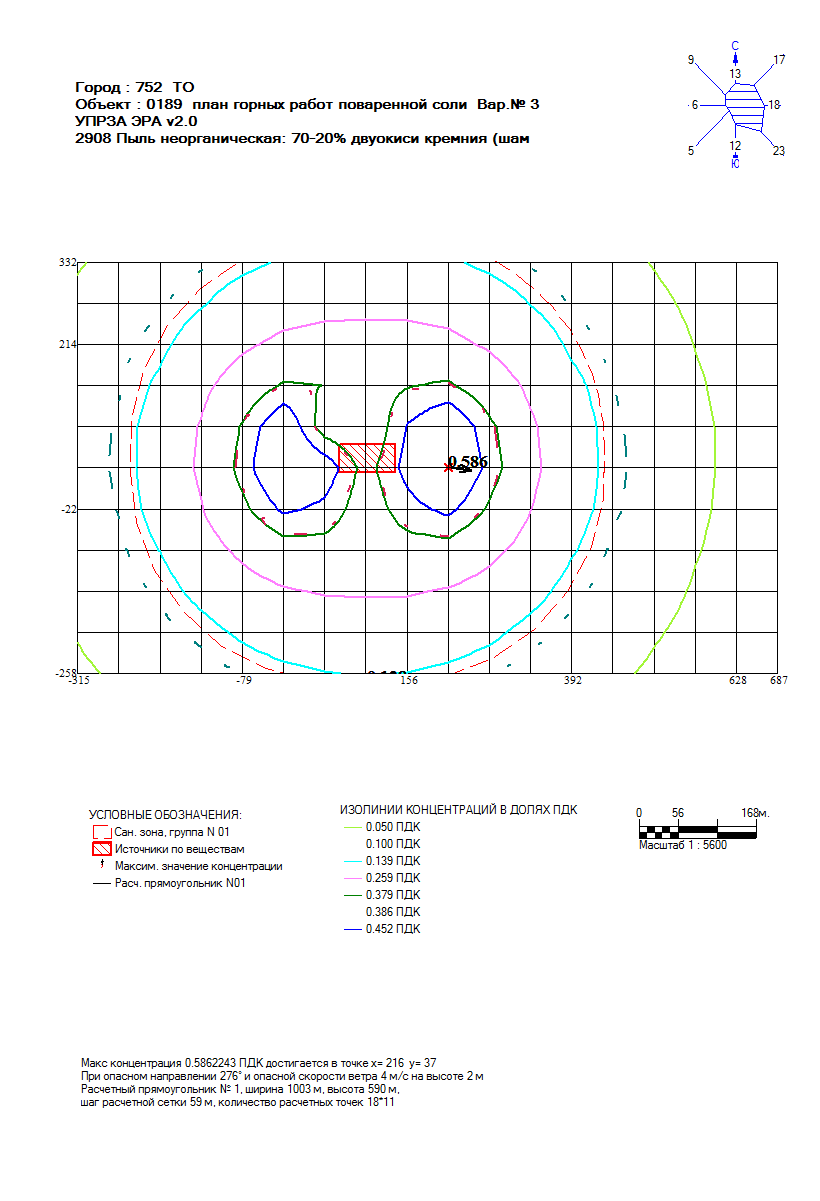 Город : 752 ТО
Объект : 0189 план горных работ поваренной соли Вар.№ 3
УПРЗА ЭРА v2.0
2908 Пыль неорганическая: 70-20% двуокиси кремния (шам
С
9
17
13
6
18
5
12
23
Ю
332
214
0.586
-22
-258
-315
-79
156
392
628
687
УСЛОВНЫЕ ОБОЗНАЧЕНИЯ:
Сан. зона, группа N 01
Источники по веществам
Максим. значение концентрации
Расч. прямоугольник N01
ИЗОЛИНИИ КОНЦЕНТРАЦИЙ В ДОЛЯХ ПДК
0.050 ПДК
0.100 ПДК
0.139 ПДК
0.259 ПДК
0.379 ПДК
0.386 ПДК
0.452 ПДК
0 56 168м.
Масштаб 1 : 5600
Макс концентрация 0.5862243 ПДК достигается в точке x= 216 y= 37
При опасном направлении 276° и опасной скорости ветра 4 м/с на высоте 2 м
Расчетный прямоугольник № 1, ширина 1003 м, высота 590 м,
шаг расчетной сетки 59 м, количество расчетных точек 18*11